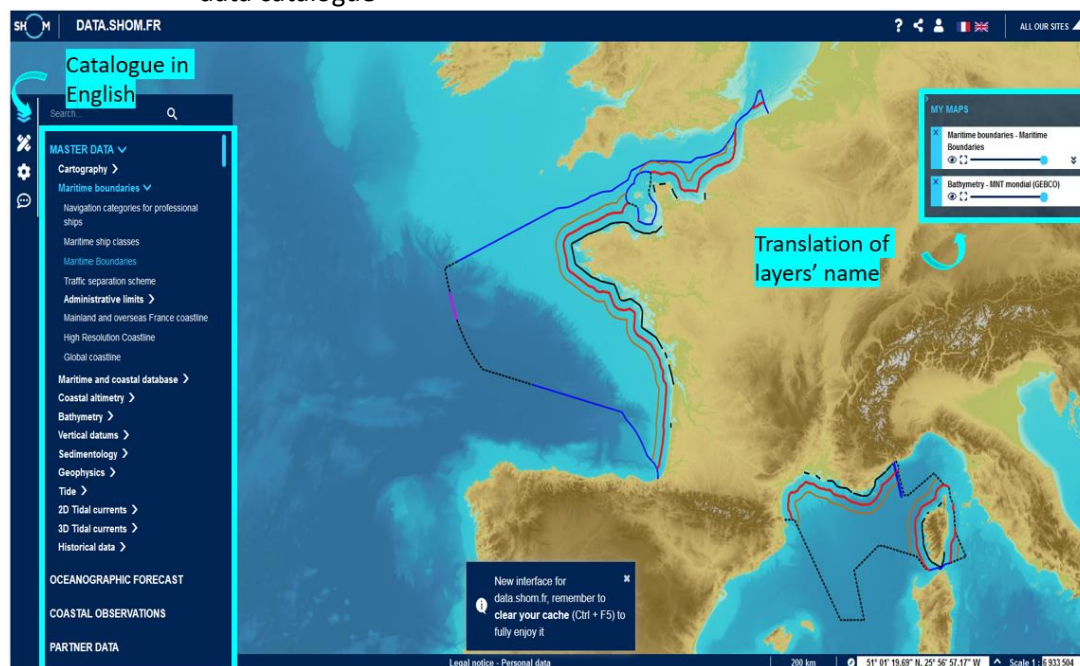 data catalogue
SHOM DATA.SHOM.FR
? ALL OUR SITES
Catalogue in
English
Search...
MASTER DATA
Cartography
Maritime boundaries
Navigation categories for professional
ships
Maritime ship classes
Maritime Boundaries
Traffic separation scheme
Administrative limits
Mainland and overseas France coastline
High Resolution Coastline
Global coastline
Maritime and coastal database
Coastal altimetry
Bathymetry
Vertical datums
Sedimentology
Geophysics
Tide
2D Tidal currents
3D Tidal currents
Historical data
OCEANOGRAPHIC FORECAST
COASTAL OBSERVATIONS
PARTNER DATA
MY MAPS
X Maritime boundaries - Maritime
Boundaries
X Bathymetry - MNT mondial (GEBCO)
Translation of
layers' name
New interface for
data.shom.fr, remember to
clear your cache (Ctrl + F5) to
fully enjoy it
Legal notice - Personal data
200 km
51° 01' 19.69" N, 25° 56' 57.17" W
Scale 1 : 6 933 504